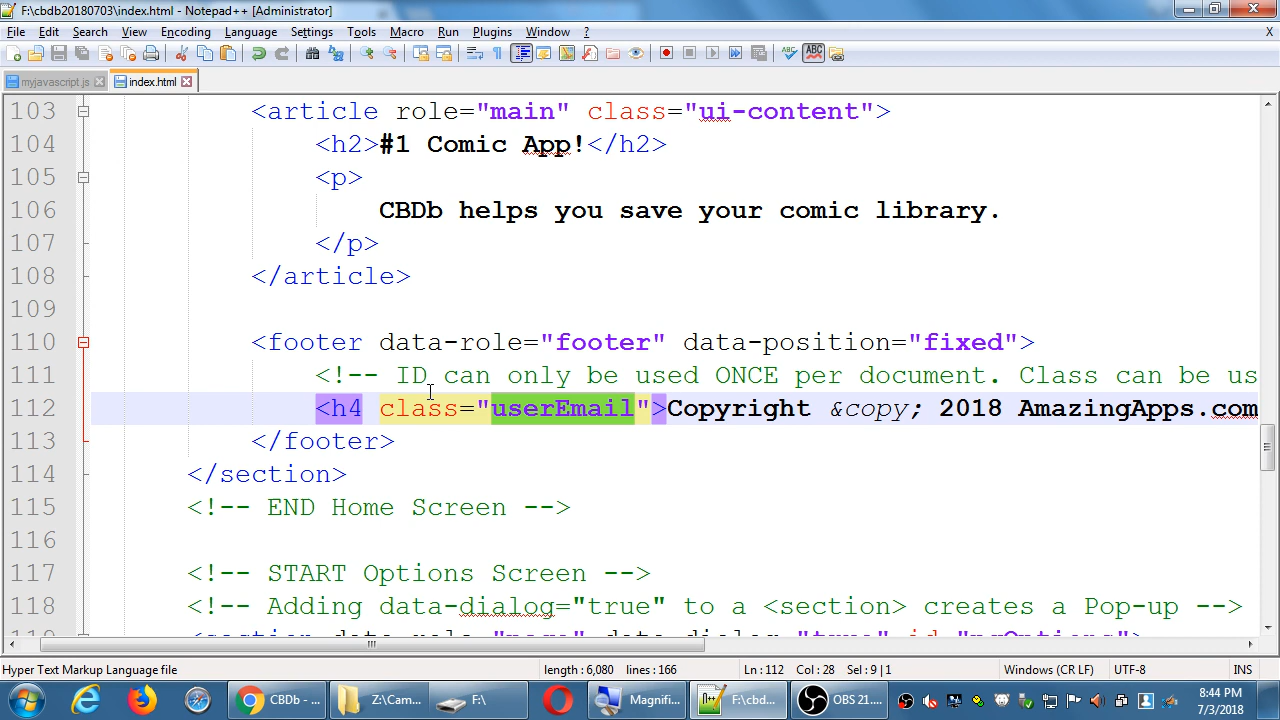 F:\cbdb20180703\index.html - Notepad++ [Administrator]
File Edit Search View Encoding Language Settings Tools Macro Run Plugins Window ? X
myjavascript.js index.html
103 <article role="main" class="ui-content">
104 <h2>#1 Comic App!</h2>
105 <p>
106 CBDb helps you save your comic library.
107 </p>
108 </article>
109
110 <footer data-role="footer" data-position="fixed">
111 <!-- ID can only be used ONCE per document. Class can be us
112 <h4 class="userEmail">Copyright &copy; 2018 AmazingApps.com
113 </footer>
114 </section>
115 <!-- END Home Screen -->
116
117 <!-- START Options Screen -->
118 <!-- Adding data-dialog="true" to a <section> creates a Pop-up -->
Hyper Text Markup Language file length : 6,080 lines : 166 Ln : 112 Col : 28 Sel : 9 | 1 Windows (CR LF) UTF-8 INS
CBDb - ... Z:\Cam... F:\ Magnifi... F:\cbd... OBS 21....
8:44 PM
7/3/2018